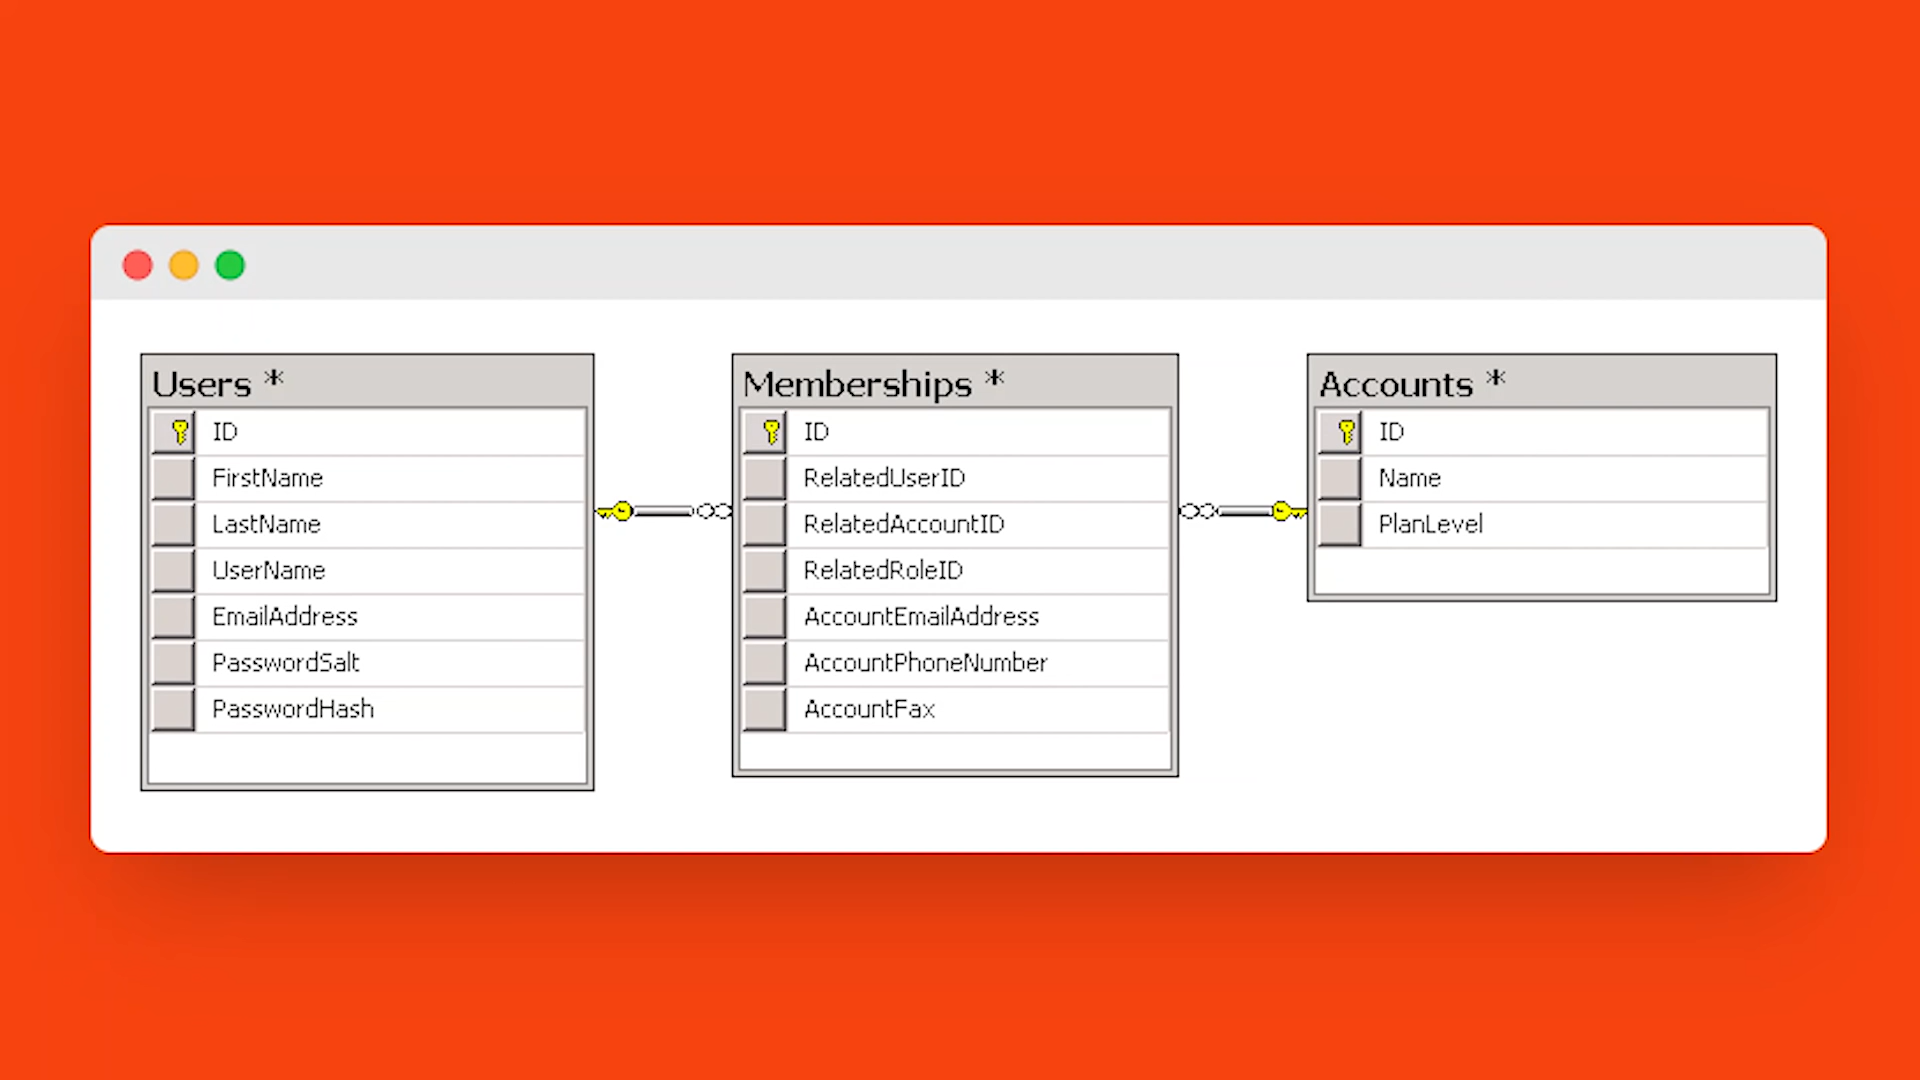 Users *
ID
FirstName
LastName
UserName
EmailAddress
PasswordSalt
PasswordHash
Memberships *
ID
RelatedUserID
RelatedAccountID
RelatedRoleID
AccountEmailAddress
AccountPhoneNumber
AccountFax
Accounts *
ID
Name
PlanLevel